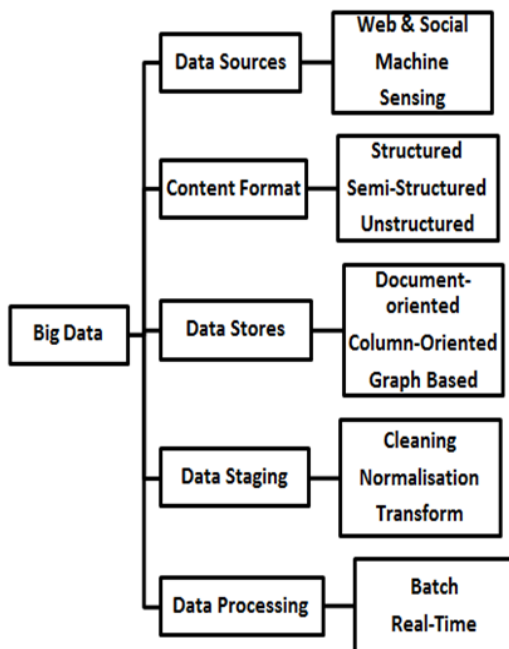 Web & Social
Machine
Sensing
Data Sources
Structured
Semi-Structured
Unstructured
Content Format
Document-
oriented
Column-Oriented
Graph Based
Data Stores
Big Data
Cleaning
Normalisation
Transform
Data Staging
Batch
Real-Time
Data Processing